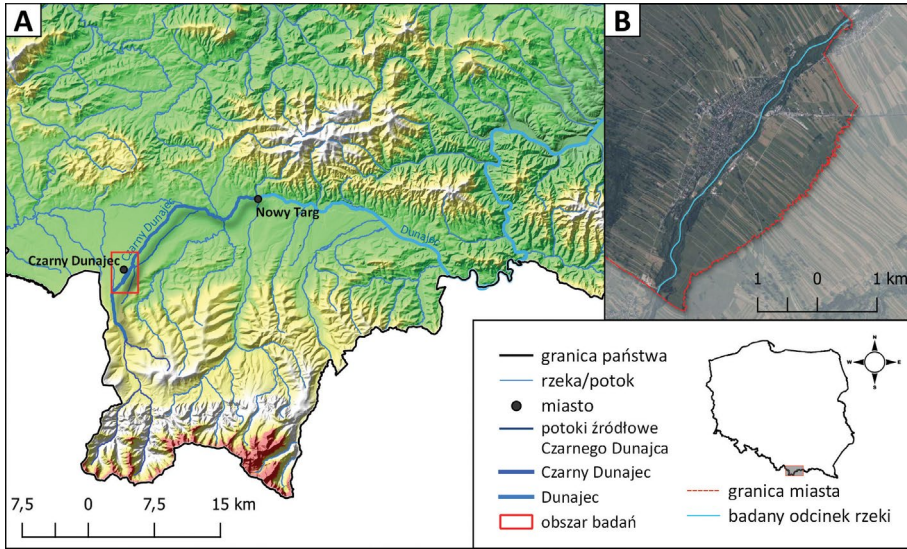 A
Czarny Dunajec
Nowy Targ
Dunajec
Czarny Dunajec
7,5 0 7,5 15 km
B
1 0 1 km
granica państwa
rzeka/potok
miasto
potoki źródłowe
Czarnego Dunajca
Czarny Dunajec
Dunajec
obszar badań
N
W E
S
granica miasta
badany odcinek rzeki